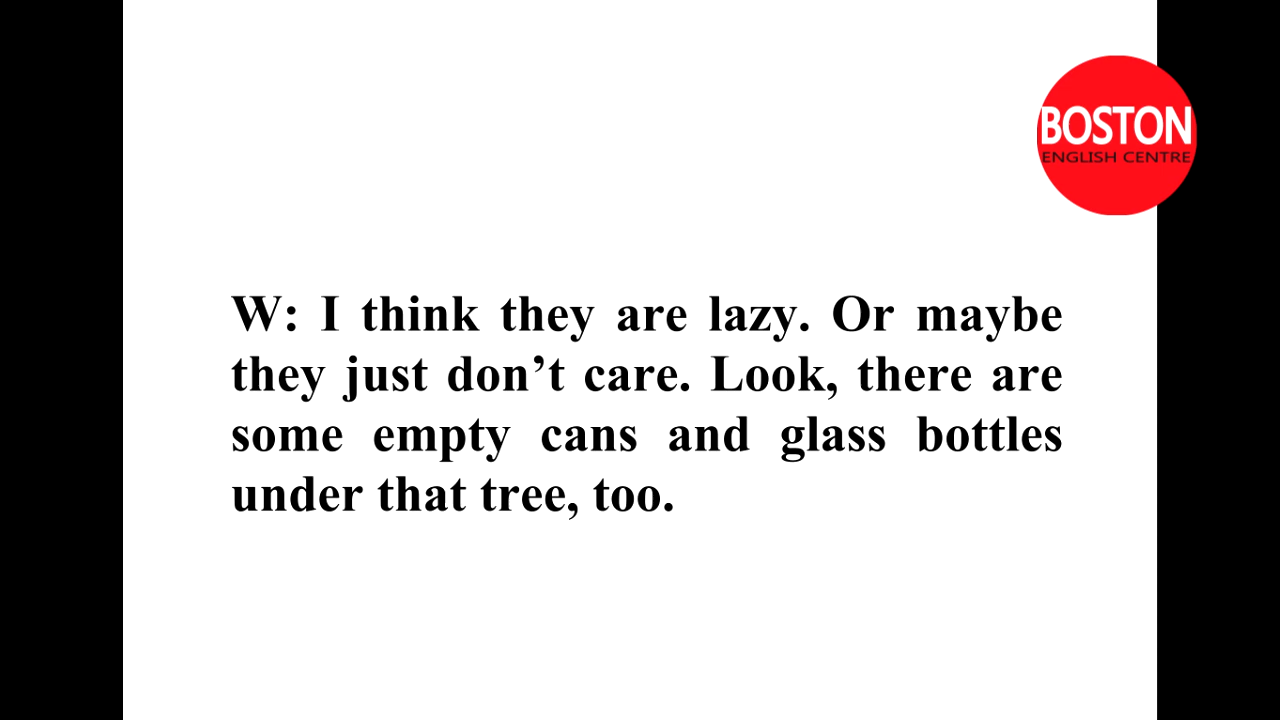 BOSTON
ENGLISH CENTRE
W: I think they are lazy. Or maybe
they just don’t care. Look, there are
some empty cans and glass bottles
under that tree, too.